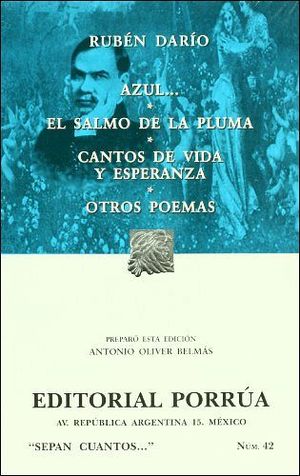 RUBÉN DARÍO
AZUL...
*
EL SALMO DE LA PLUMA
*
CANTOS DE VIDA
Y ESPERANZA
*
OTROS POEMAS
PREPARÓ ESTA EDICIÓN
ANTONIO OLIVER BELMÁS
EDITORIAL PORRÚA
AV. REPÚBLICA ARGENTINA 15. MÉXICO
"SEPAN CUANTOS..." NÚM. 42